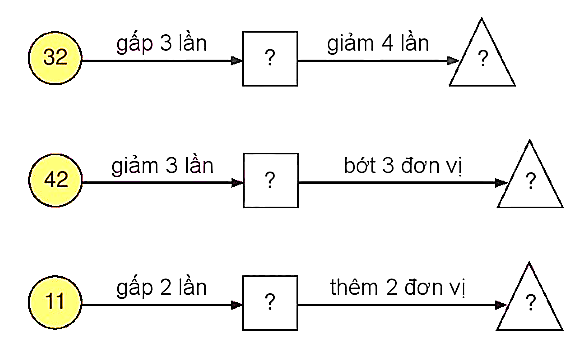 32 gấp 3 lần ? giảm 4 lần ?
42 giảm 3 lần ? bớt 3 đơn vị ?
11 gấp 2 lần ? thêm 2 đơn vị ?